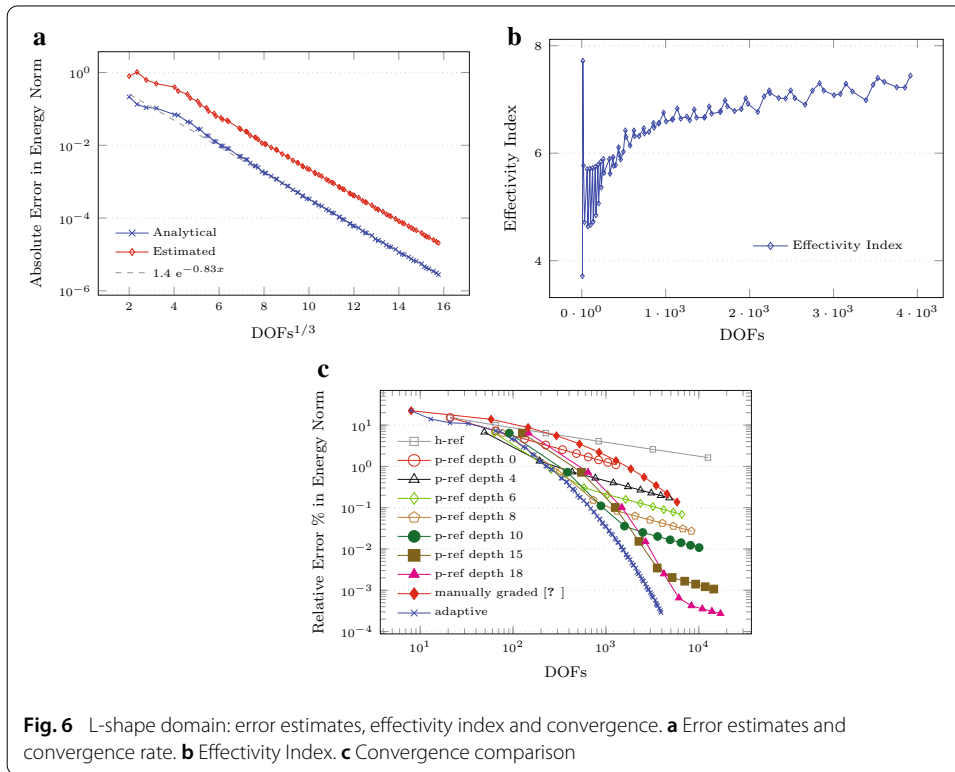 a
10^0
10^−2
10^−4
10^−6
Absolute Error in Energy Norm
Analytical
Estimated
1.4 e^−0.83x
2 4 6 8 10 12 14 16
DOFs^1/3
b
8
6
4
Effectivity Index
Effectivity Index
0 · 10^0 1 · 10^3 2 · 10^3 3 · 10^3 4 · 10^3
DOFs
c
10^1
10^0
10^−1
10^−2
10^−3
10^−4
Relative Error % in Energy Norm
h-ref
p-ref depth 0
p-ref depth 4
p-ref depth 6
p-ref depth 8
p-ref depth 10
p-ref depth 15
p-ref depth 18
manually graded [? ]
adaptive
10^1 10^2 10^3 10^4
DOFs
Fig. 6 L-shape domain: error estimates, effectivity index and convergence. a Error estimates and
convergence rate. b Effectivity Index. c Convergence comparison